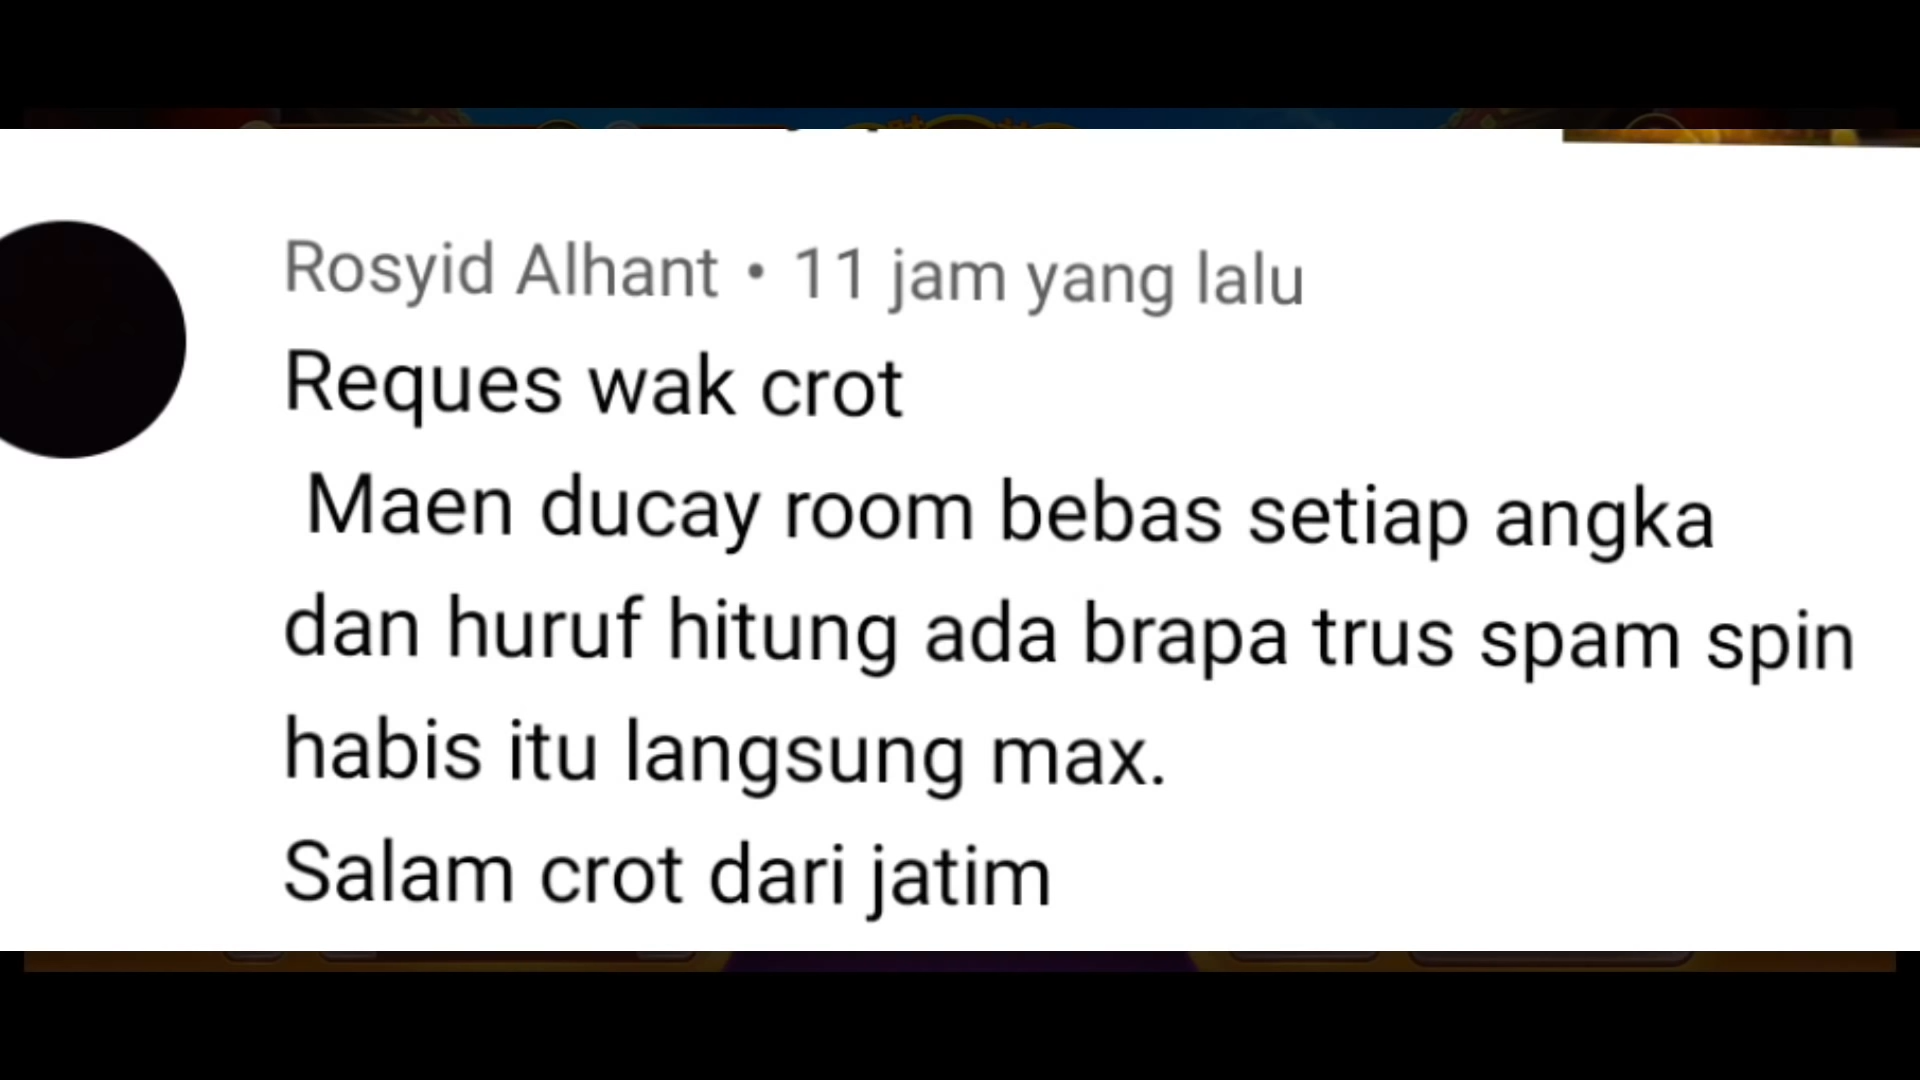 Rosyid Alhant • 11 jam yang lalu
Reques wak crot
Maen ducay room bebas setiap angka
dan huruf hitung ada brapa trus spam spin
habis itu langsung max.
Salam crot dari jatim